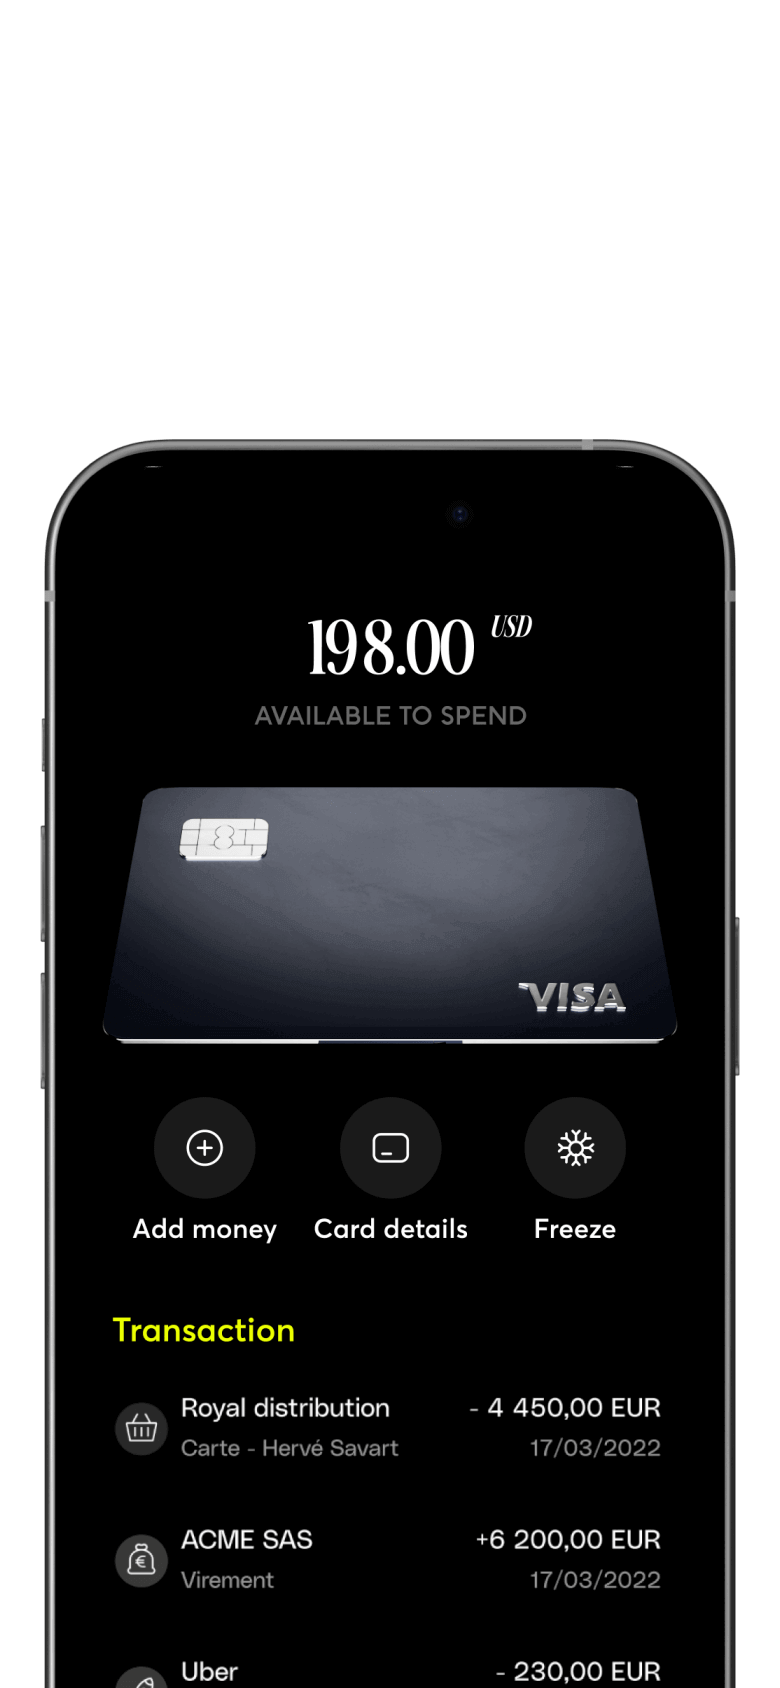 198.00 USD
AVAILABLE TO SPEND
VISA
Add money
Card details
Freeze
Transaction
Royal distribution
- 4 450,00 EUR
Carte - Hervé Savart
17/03/2022
ACME SAS
+6 200,00 EUR
Virement
17/03/2022
Uber
- 230,00 EUR